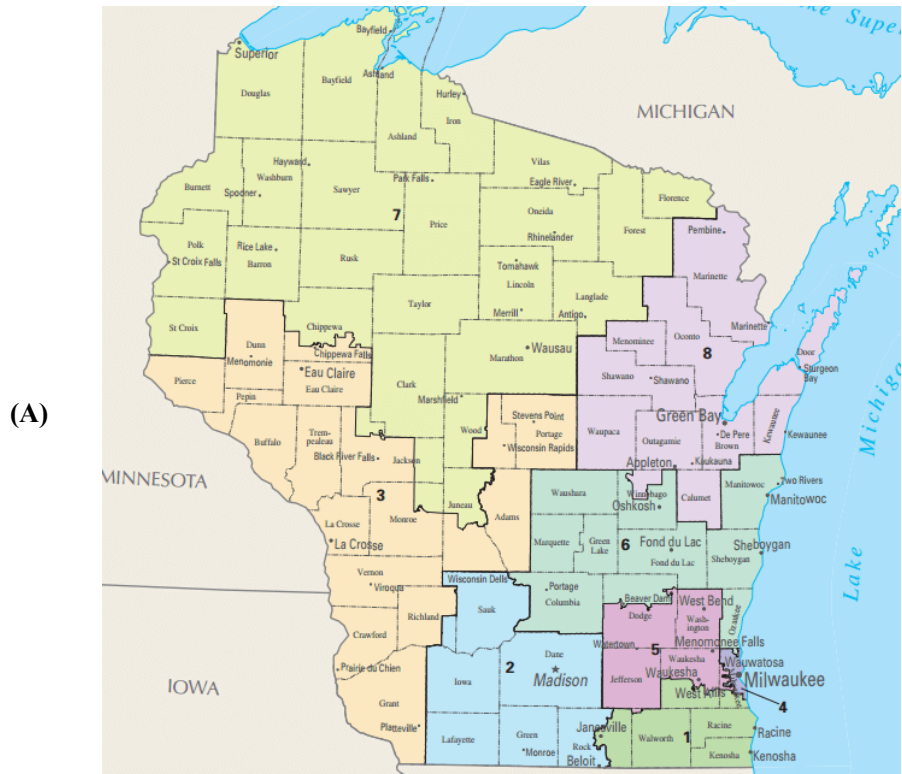 (A)
Lake Super
MICHIGAN
MINNESOTA
IOWA
Lake
Michiga
Bayfield
Superior
Ashland
Bayfield
Douglas
Hurley
Iron
Ashland
Vilas
Hayward
Washburn
Burnett
Spooner
Sawyer
Park Falls
Eagle River
Florence
7
Price
Oneida
Rhinelander
Forest
Pembine
Polk
St Croix Falls
Rice Lake
Barron
Rusk
Marinette
Tomahawk
Lincoln
Taylor
Langlade
Merrill
Antigo
St Croix
Chippewa
Chippewa Falls
Marinette
Oconto
Menominee
8
Dunn
Menomonie
Eau Claire
Eau Claire
Marathon
Wausau
Door
Sturgeon
Bay
Shawano
Shawano
Pierce
Pepin
Clark
Marshfield
Wood
Stevens Point
Portage
Wisconsin Rapids
Green Bay
De Pere
Brown
Kewaunee
Kewaunee
Waupaca
Outagamie
Kaukauna
Appleton
Buffalo
Trem-
pealeau
Black River Falls
Jackson
Two Rivers
Manitowoc
Manitowoc
Calumet
Winnebago
Oshkosh
Waushara
Adams
Juneau
3
Monroe
La Crosse
La Crosse
Marquette
Green
Lake
6
Fond du Lac
Fond du Lac
Sheboygan
Sheboygan
Vernon
Viroqua
Wisconsin Dells
Portage
Columbia
Beaver Dam
Dodge
West Bend
Wash-
ington
Ozaukee
Richland
Sauk
Crawford
5
Menomonee Falls
Watertown
Waukesha
Waukesha
Wauwatosa
Milwaukee
Prairie du Chien
Dane
2
Madison
Iowa
Jefferson
West Allis
4
Grant
Platteville
Lafayette
Green
Monroe
Rock
Beloit
Janesville
Walworth
1
Racine
Racine
Kenosha
Kenosha